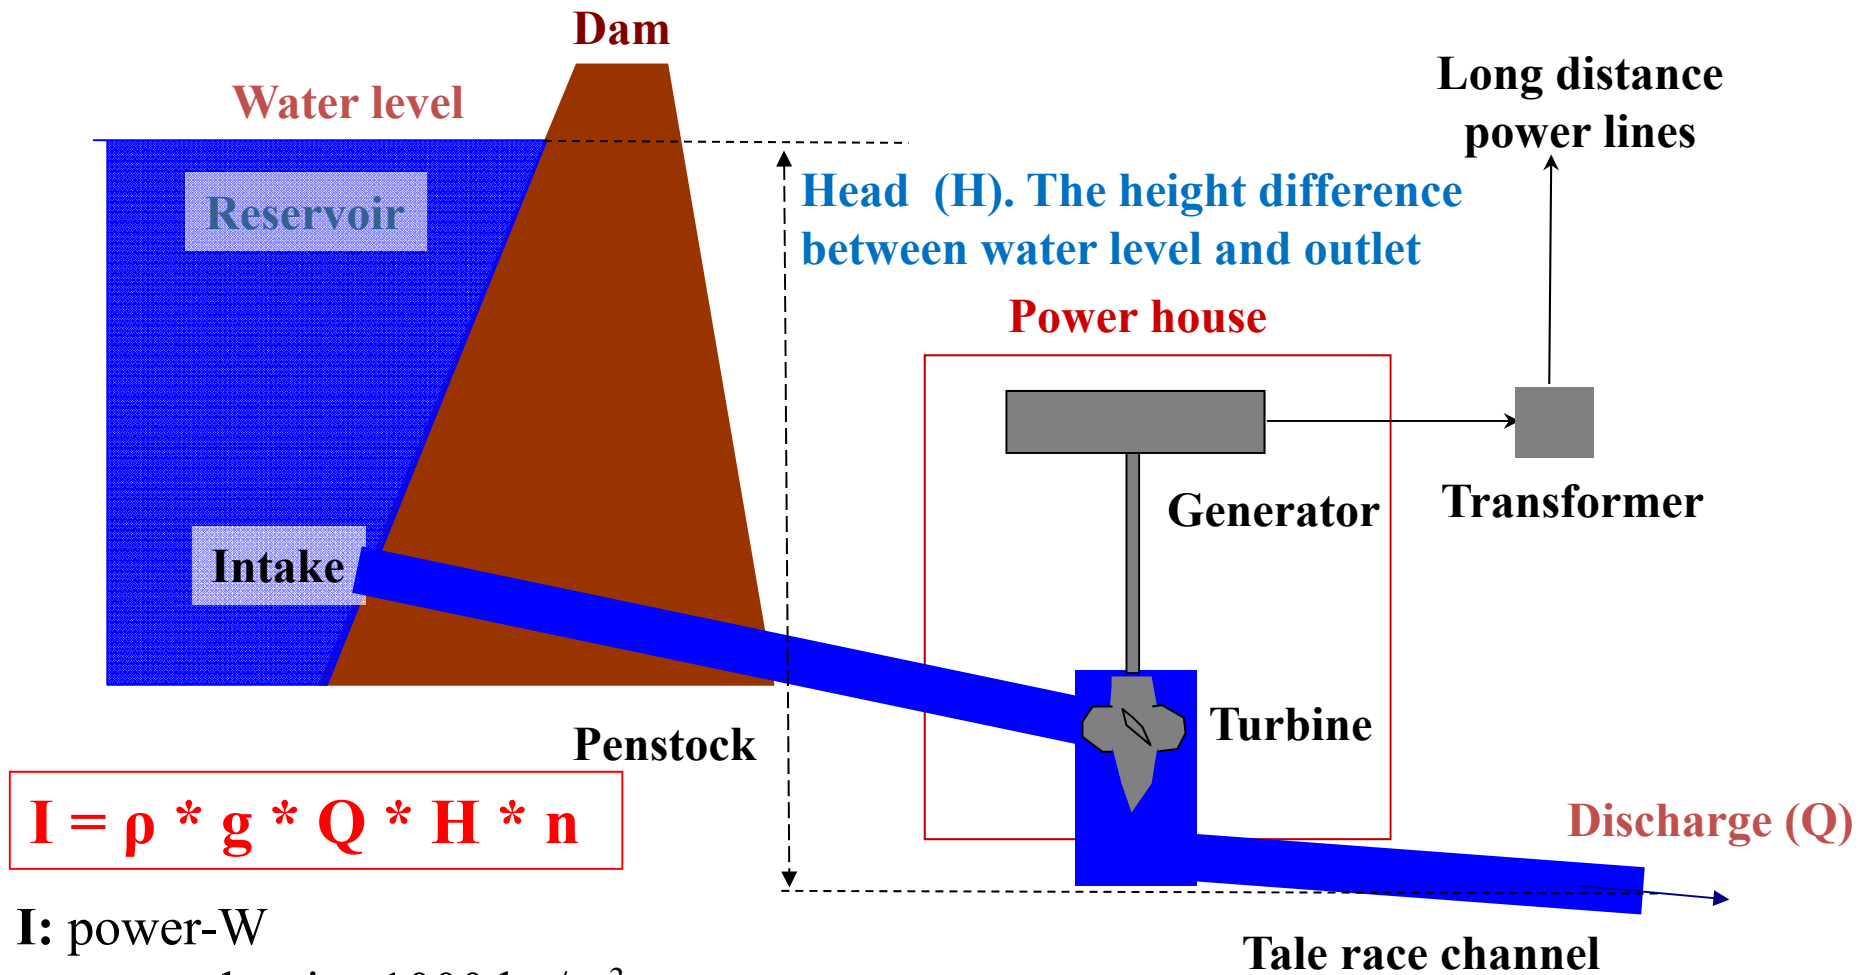 Dam
Water level
Long distance
power lines
Reservoir
Head (H). The height difference
between water level and outlet
Power house
Generator
Transformer
Intake
Turbine
Penstock
I = ρ * g * Q * H * n
Discharge (Q)
I: power-W
Tale race channel